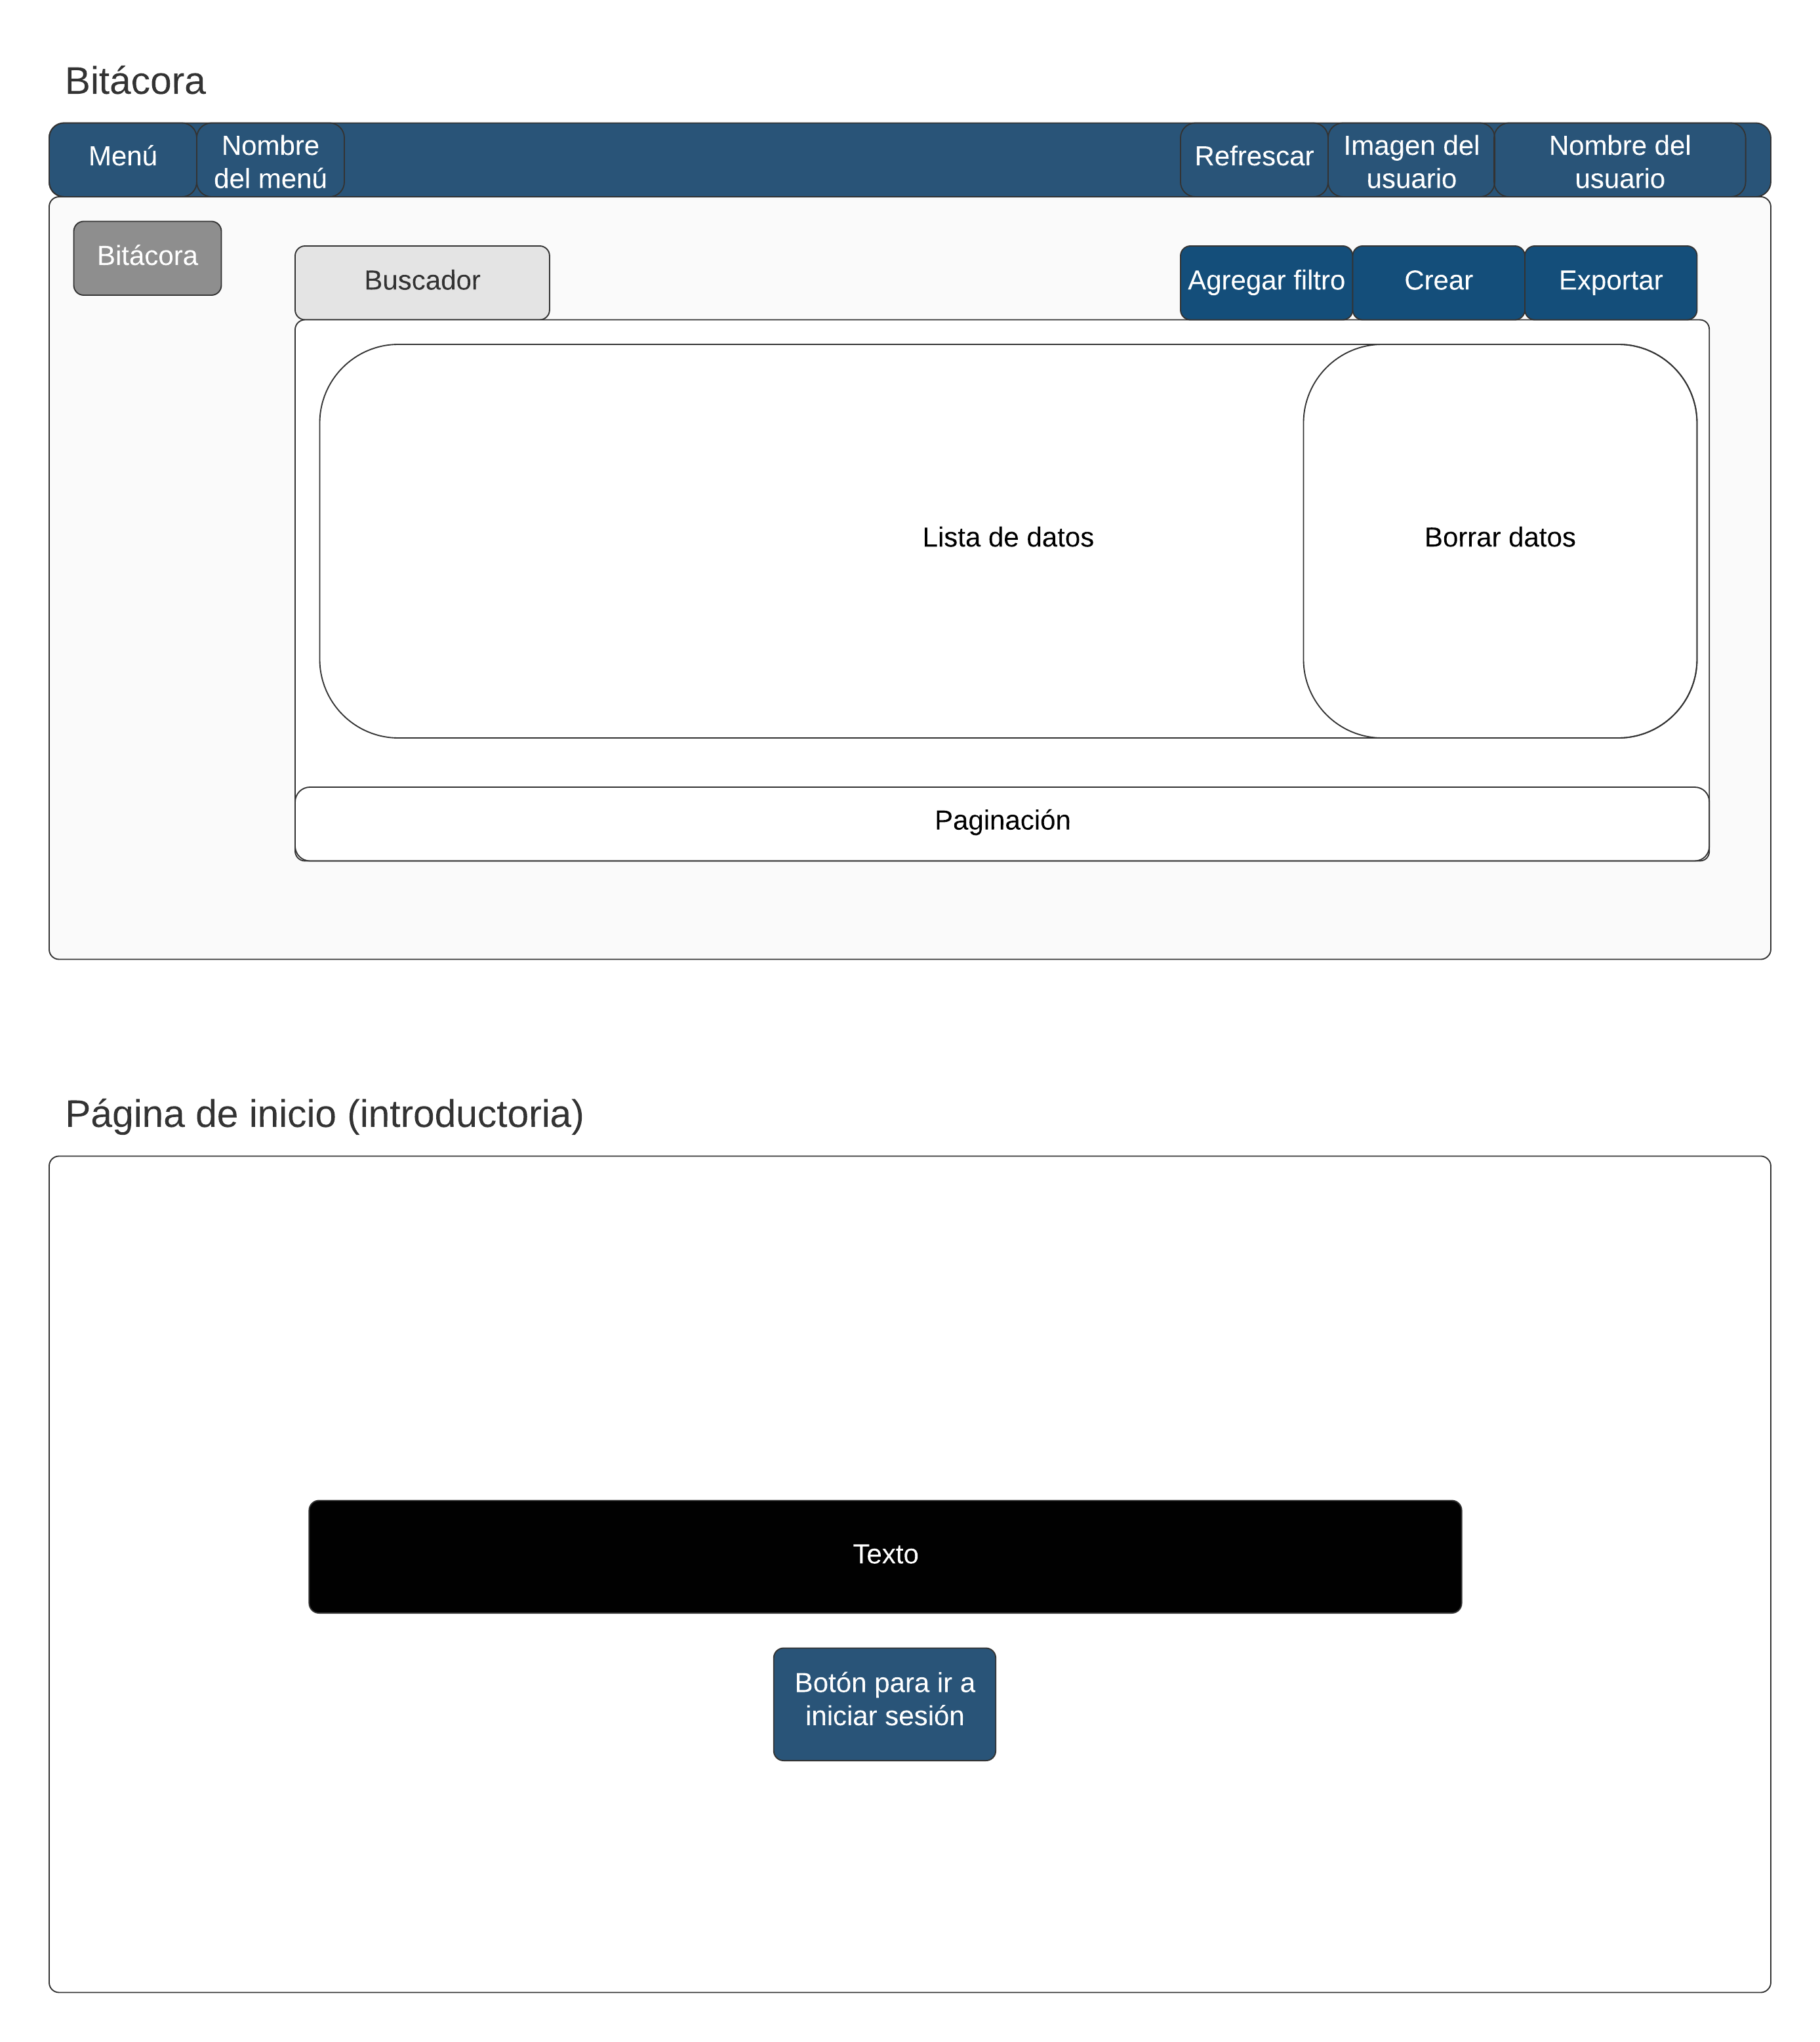 Bitácora
Menú
Nombre
del menú
Refrescar
Imagen del
usuario
Nombre del
usuario
Bitácora
Buscador
Agregar filtro
Crear
Exportar
Lista de datos
Borrar datos
Paginación
Página de inicio (introductoria)
Texto
Botón para ir a
iniciar sesión